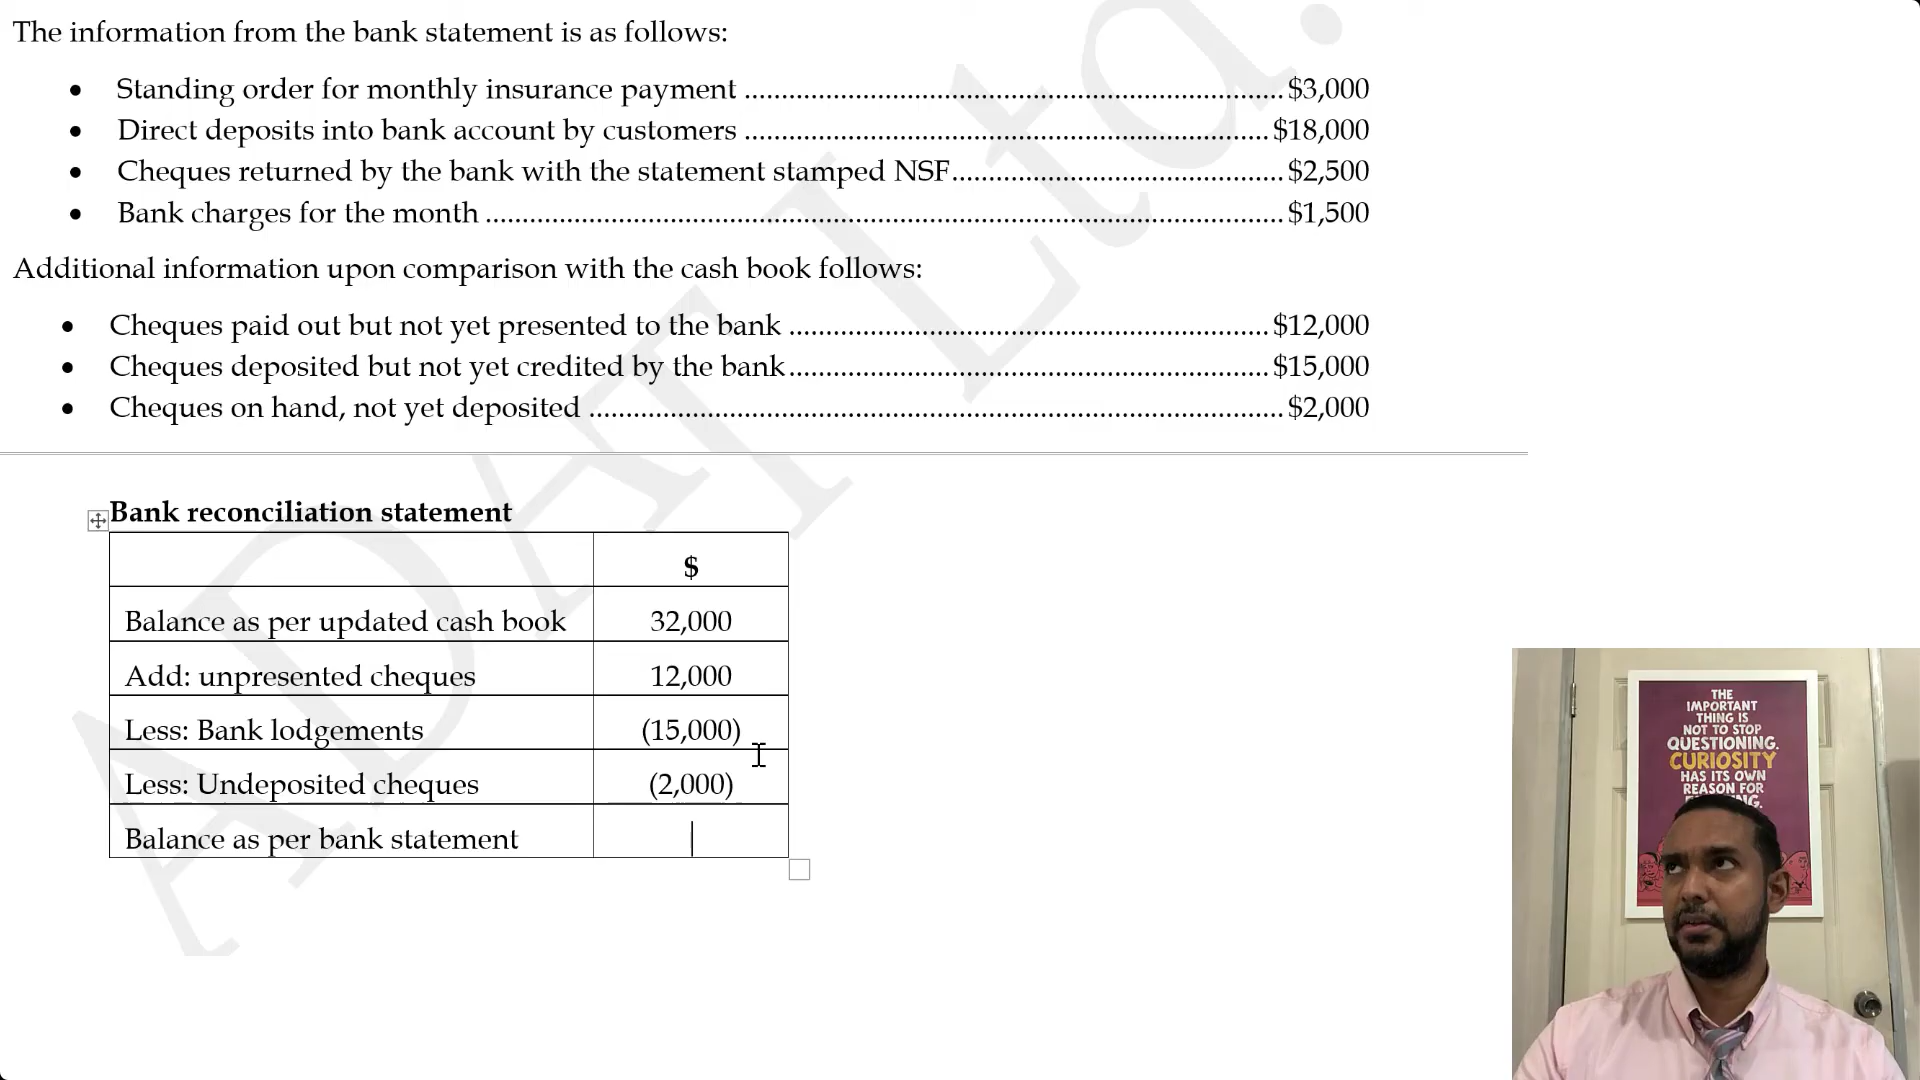 The information from the bank statement is as follows:
• Standing order for monthly insurance payment ........................................................................ $3,000
• Direct deposits into bank account by customers ........................................................................ $18,000
• Cheques returned by the bank with the statement stamped NSF............................................ $2,500
• Bank charges for the month ........................................................................................................... $1,500
Additional information upon comparison with the cash book follows:
• Cheques paid out but not yet presented to the bank ................................................................ $12,000
• Cheques deposited but not yet credited by the bank................................................................ $15,000
• Cheques on hand, not yet deposited ............................................................................................ $2,000
Bank reconciliation statement
$
Balance as per updated cash book 32,000
Add: unpresented cheques 12,000
Less: Bank lodgements (15,000)
Less: Undeposited cheques (2,000)
Balance as per bank statement
ADAT Ltd.
THE
IMPORTANT
THING IS
NOT TO STOP
QUESTIONING.
CURIOSITY
HAS ITS OWN
REASON FOR